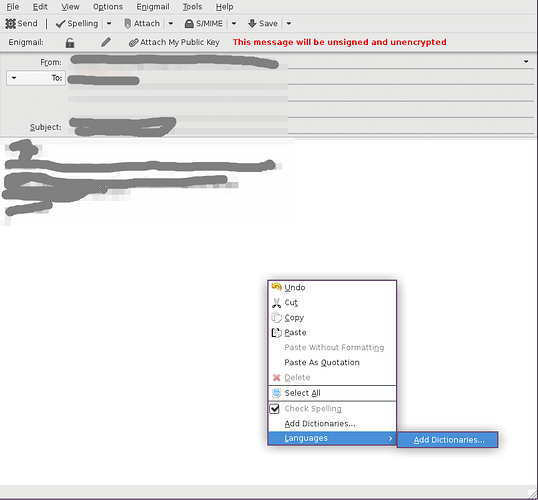 File Edit View Options Enigmail Tools Help
Send Spelling Attach S/MIME Save
Enigmail: Attach My Public Key This message will be unsigned and unencrypted
From:
To:
Subject:
Undo
Cut
Copy
Paste
Paste Without Formatting
Paste As Quotation
Delete
Select All
Check Spelling
Add Dictionaries...
Languages Add Dictionaries...